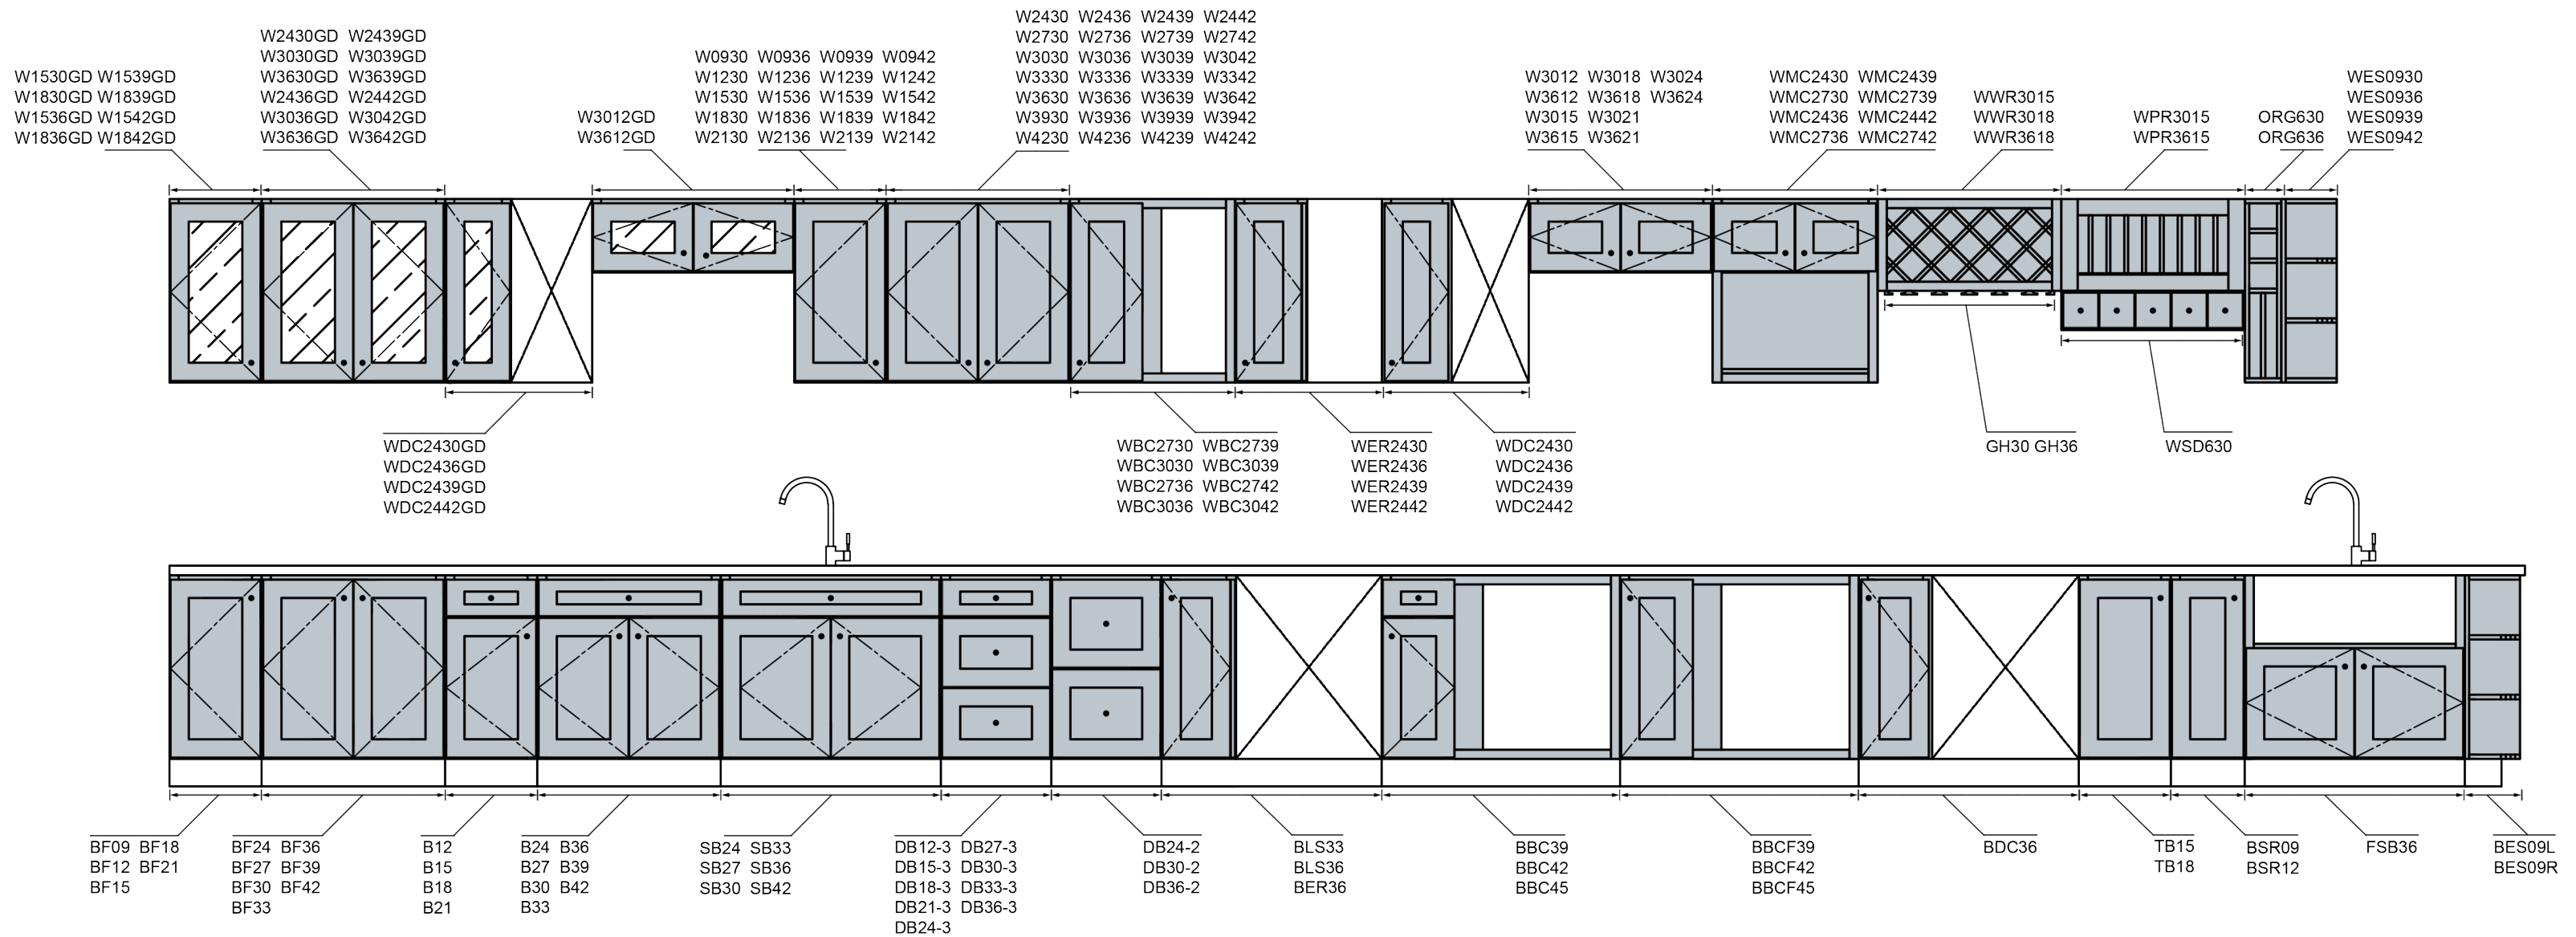 W1530GD W1539GD
W1830GD W1839GD
W1536GD W1542GD
W1836GD W1842GD
W2430GD W2439GD
W3030GD W3039GD
W3630GD W3639GD
W2436GD W2442GD
W3036GD W3042GD
W3636GD W3642GD
W3012GD
W3612GD
W0930 W0936 W0939 W0942
W1230 W1236 W1239 W1242
W1530 W1536 W1539 W1542
W1830 W1836 W1839 W1842
W2130 W2136 W2139 W2142
W2430 W2436 W2439 W2442
W2730 W2736 W2739 W2742
W3030 W3036 W3039 W3042
W3330 W3336 W3339 W3342
W3630 W3636 W3639 W3642
W3930 W3936 W3939 W3942
W4230 W4236 W4239 W4242
W3012 W3018 W3024
W3612 W3618 W3624
W3015 W3021
W3615 W3621
WMC2430 WMC2439
WMC2730 WMC2739
WMC2436 WMC2442
WMC2736 WMC2742
WWR3015
WWR3018
WWR3618
WPR3015
WPR3615
ORG630
ORG636
WES0930
WES0936
WES0939
WES0942
WDC2430GD
WDC2436GD
WDC2439GD
WDC2442GD
WBC2730 WBC2739
WBC3030 WBC3039
WBC2736 WBC2742
WBC3036 WBC3042
WER2430
WER2436
WER2439
WER2442
WDC2430
WDC2436
WDC2439
WDC2442
GH30 GH36
WSD630
BF09 BF18
BF12 BF21
BF15
BF24 BF36
BF27 BF39
BF30 BF42
BF33
B12
B15
B18
B21
B24 B36
B27 B39
B30 B42
B33
SB24 SB33
SB27 SB36
SB30 SB42
DB12-3 DB27-3
DB15-3 DB30-3
DB18-3 DB33-3
DB21-3 DB36-3
DB24-3
DB24-2
DB30-2
DB36-2
BLS33
BLS36
BER36
BBC39
BBC42
BBC45
BBCF39
BBCF42
BBCF45
BDC36
TB15
TB18
BSR09
BSR12
FSB36
BES09L
BES09R